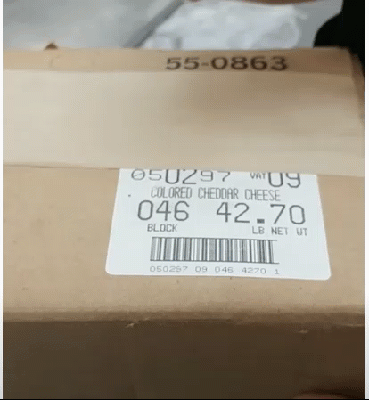 55-0863
050297 VAT 09
COLORED CHEDDAR CHEESE
046 42.70
BLOCK LB NET WT
050297 09 046 4270 1